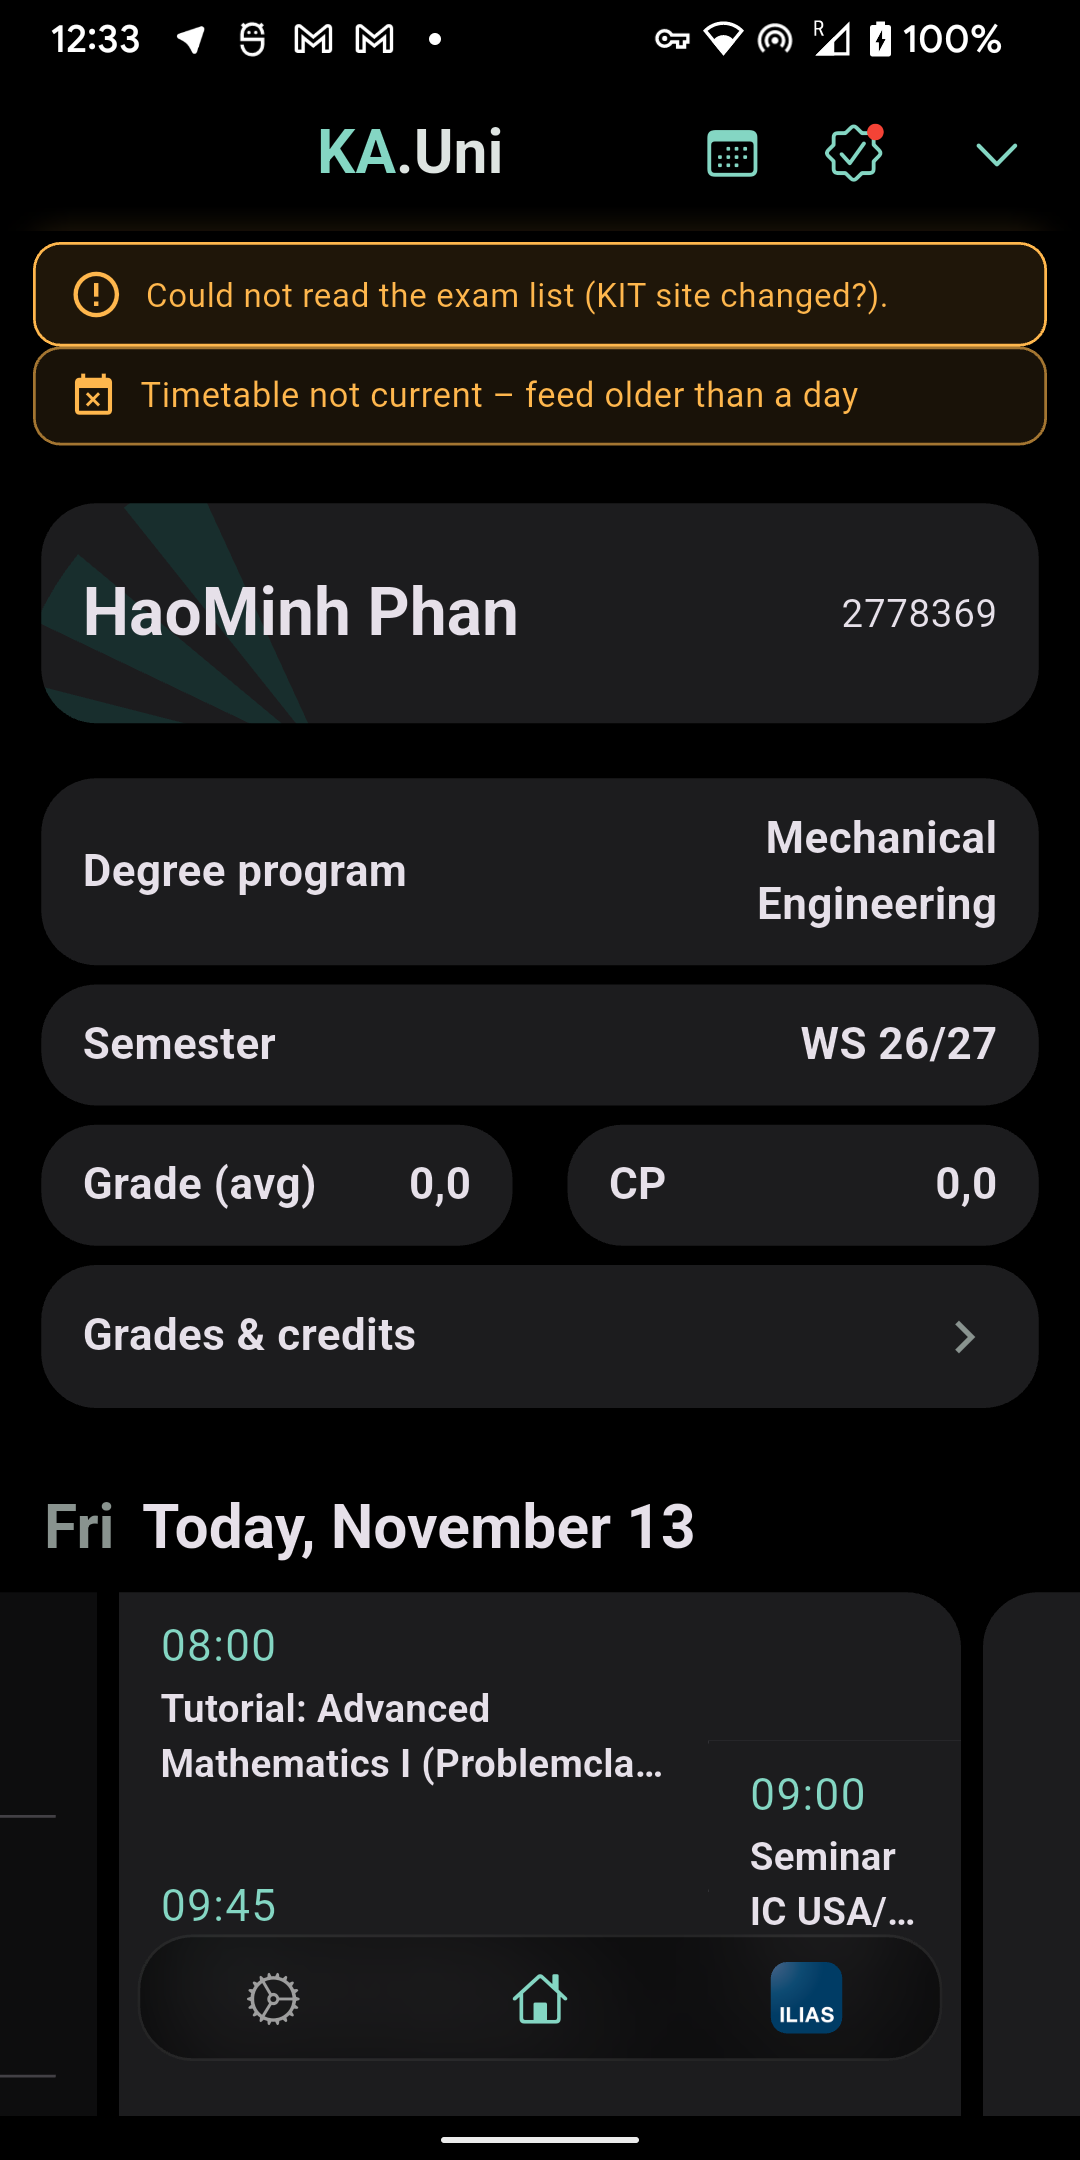 12:33
R
100%
KA.Uni
Could not read the exam list (KIT site changed?).
Timetable not current – feed older than a day
HaoMinh Phan
2778369
Degree program
Mechanical
Engineering
Semester
WS 26/27
Grade (avg)
0,0
CP
0,0
Grades & credits
Fri
Today, November 13
08:00
Tutorial: Advanced
Mathematics I (Problemcla…
09:00
Seminar
IC USA/…
09:45
ILIAS